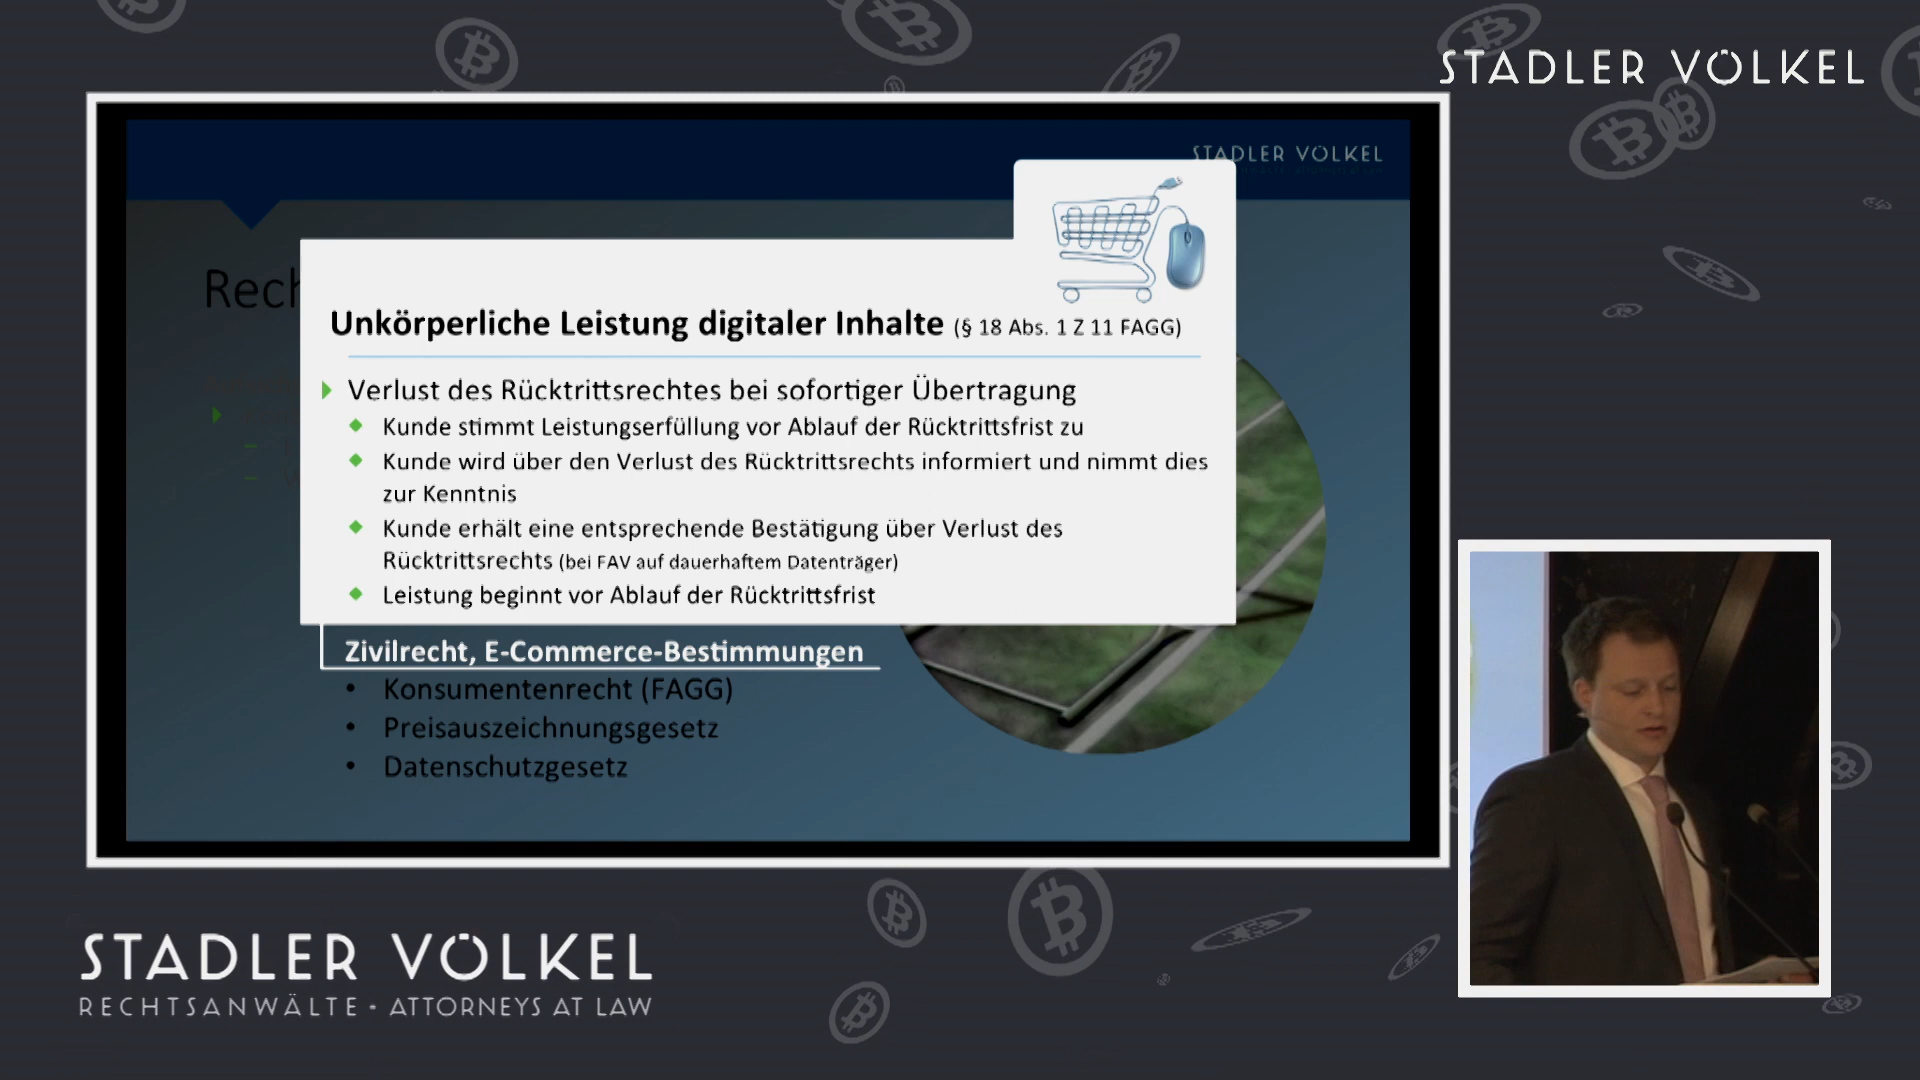 STADLER VÖLKEL
STADLER VÖLKEL
Rech
Unkörperliche Leistung digitaler Inhalte (§ 18 Abs. 1 Z 11 FAGG)
Verlust des Rücktrittsrechtes bei sofortiger Übertragung
Kunde stimmt Leistungserfüllung vor Ablauf der Rücktrittsfrist zu
Kunde wird über den Verlust des Rücktrittsrechts informiert und nimmt dies
zur Kenntnis
Kunde erhält eine entsprechende Bestätigung über Verlust des
Rücktrittsrechts (bei FAV auf dauerhaftem Datenträger)
Leistung beginnt vor Ablauf der Rücktrittsfrist
Zivilrecht, E-Commerce-Bestimmungen
• Konsumentenrecht (FAGG)
• Preisauszeichnungsgesetz
• Datenschutzgesetz
STADLER VÖLKEL
RECHTSANWÄLTE • ATTORNEYS AT LAW